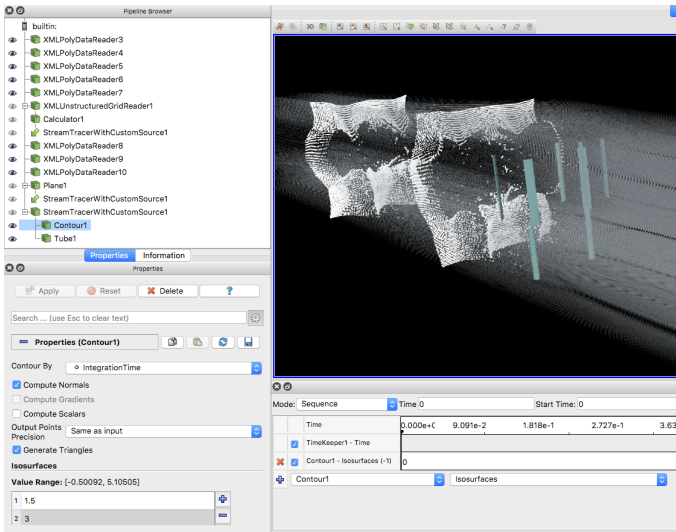 Pipeline Browser
builtin:
XMLPolyDataReader3
XMLPolyDataReader4
XMLPolyDataReader5
XMLPolyDataReader6
XMLPolyDataReader7
XMLUnstructuredGridReader1
Calculator1
StreamTracerWithCustomSource1
XMLPolyDataReader8
XMLPolyDataReader9
XMLPolyDataReader10
Plane1
StreamTracerWithCustomSource1
StreamTracerWithCustomSource1
Contour1
Tube1
Properties Information
Properties
Apply Reset Delete ?
Search ... (use Esc to clear text)
Properties (Contour1)
Contour By IntegrationTime
Compute Normals
Compute Gradients
Compute Scalars
Output Points Precision Same as input
Generate Triangles
Isosurfaces
Value Range: [-0.50092, 5.10505]
1 1.5
2 3
3D
Mode: Sequence Time 0 Start Time: 0
Time 0.000e+0 9.091e-2 1.818e-1 2.727e-1 3.63
TimeKeeper1 - Time
Contour1 - Isosurfaces (-1) 0
Contour1 Isosurfaces